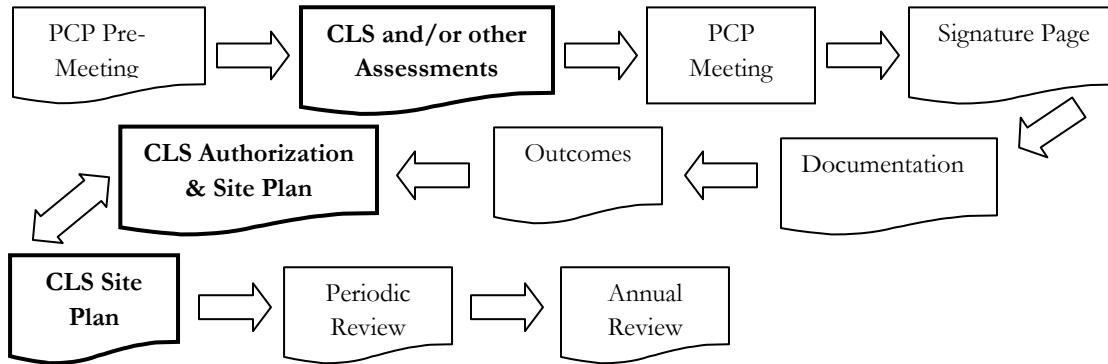 PCP Pre-
Meeting
CLS and/or other
Assessments
PCP
Meeting
Signature Page
Documentation
Outcomes
CLS Authorization
& Site Plan
CLS Site
Plan
Periodic
Review
Annual
Review